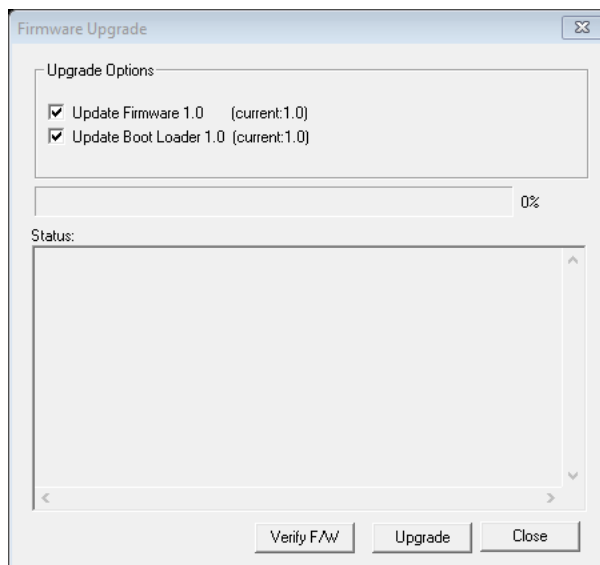 Firmware Upgrade
Upgrade Options
Update Firmware 1.0 (current:1.0)
Update Boot Loader 1.0 (current:1.0)
0%
Status:
Verify F/W Upgrade Close